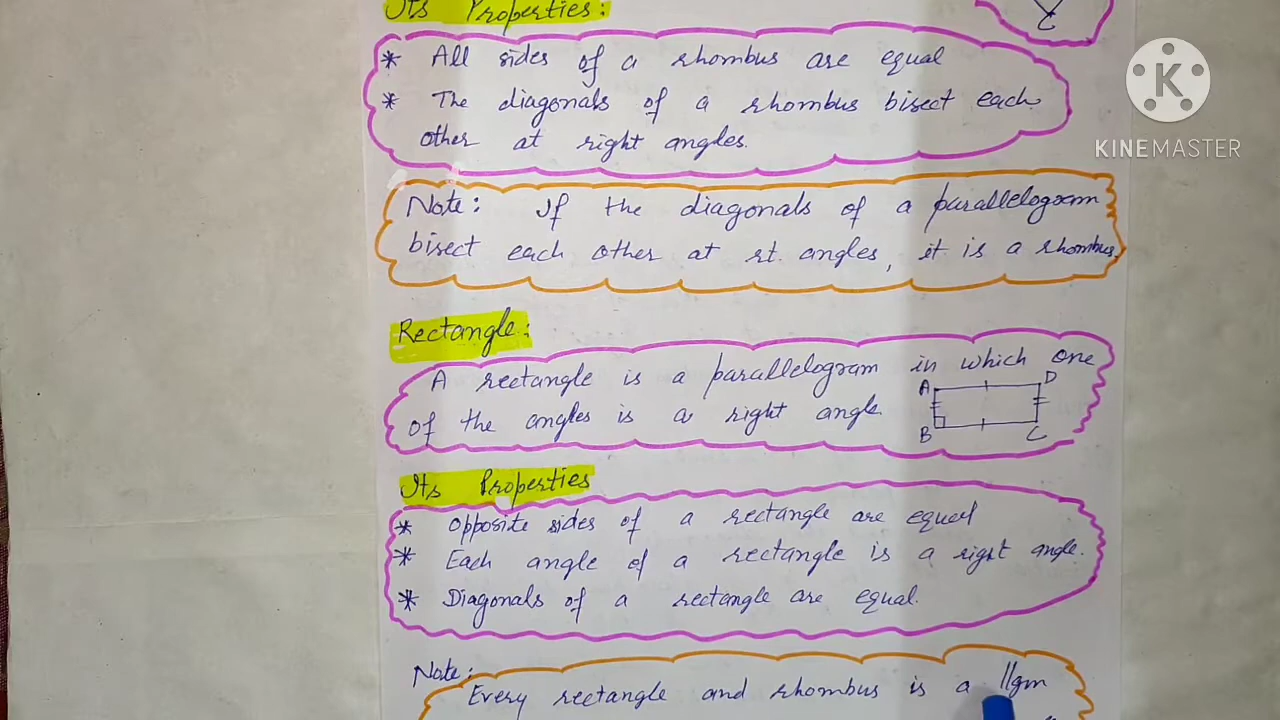 Its Properties:
C
* All sides of a rhombus are equal
* The diagonals of a rhombus bisect each
other at right angles.
K
KINEMASTER
Note: If the diagonals of a parallelogram
bisect each other at rt. angles, it is a rhombus.
Rectangle:
A rectangle is a parallelogram in which one
of the angles is a right angle.
A D
B C
Its Properties
* Opposite sides of a rectangle are equal
* Each angle of a rectangle is a right angle.
* Diagonals of a rectangle are equal.
Note:
Every rectangle and rhombus is a ||gm